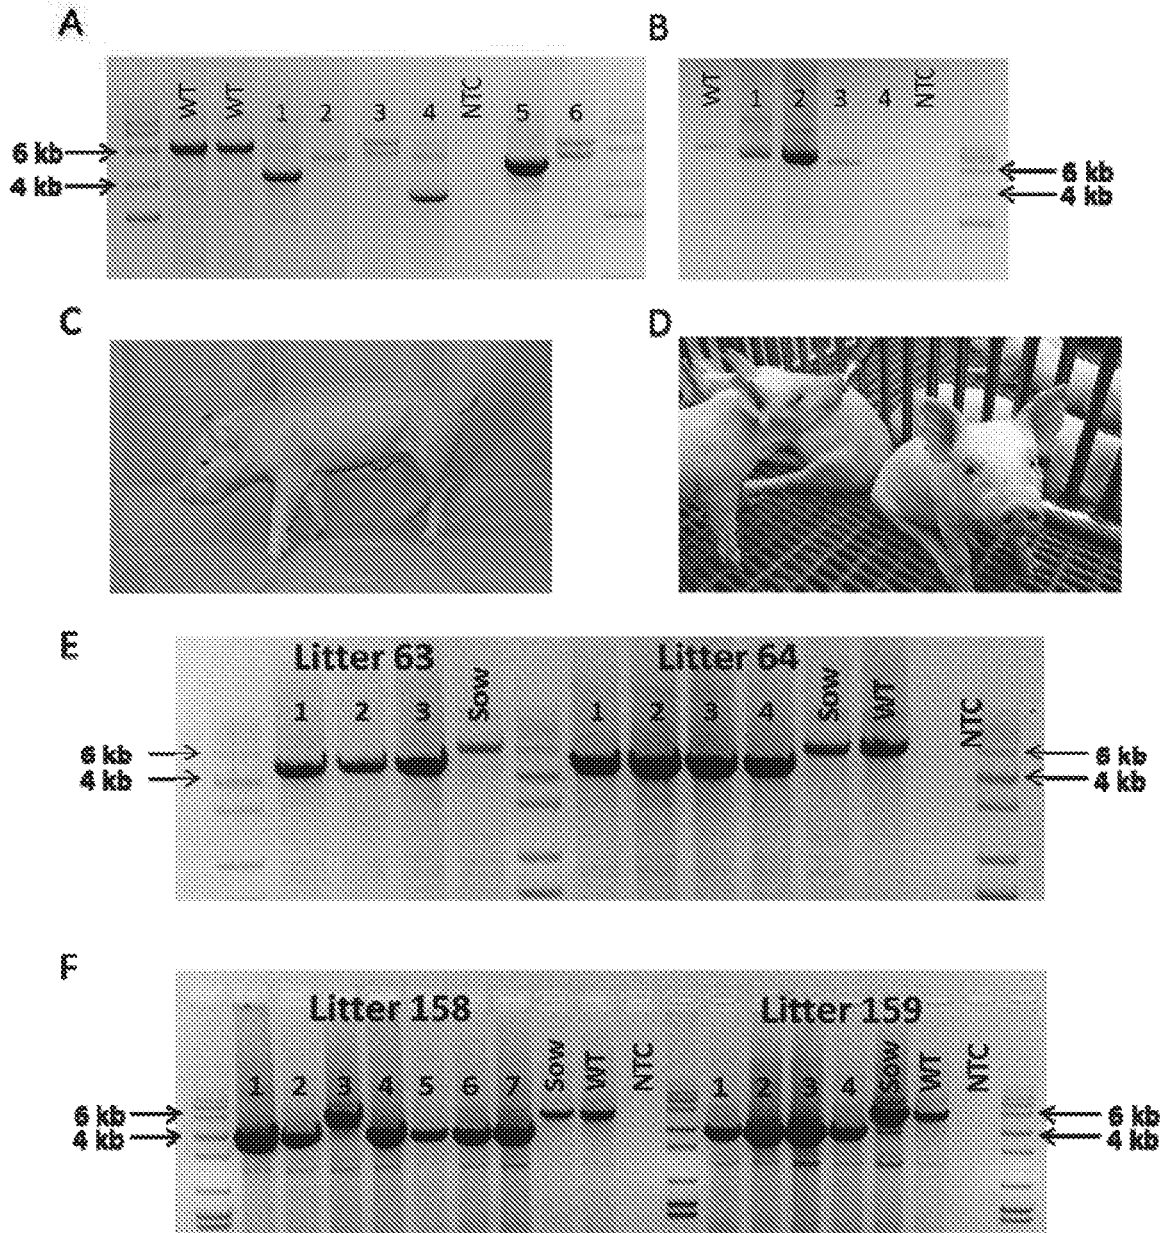 A
B
WT WT 1 2 3 4 NTC 5 6
WT 1 2 3 4 NTC
6 kb
4 kb
6 kb
4 kb
C
D
E
Litter 63
Litter 64
1 2 3 Sow
1 2 3 4 Sow WT
NTC
6 kb
4 kb
6 kb
4 kb
F
Litter 158
Litter 159
1 2 3 4 5 6 7 Sow WT NTC
1 2 3 4 Sow WT NTC
6 kb
4 kb
6 kb
4 kb